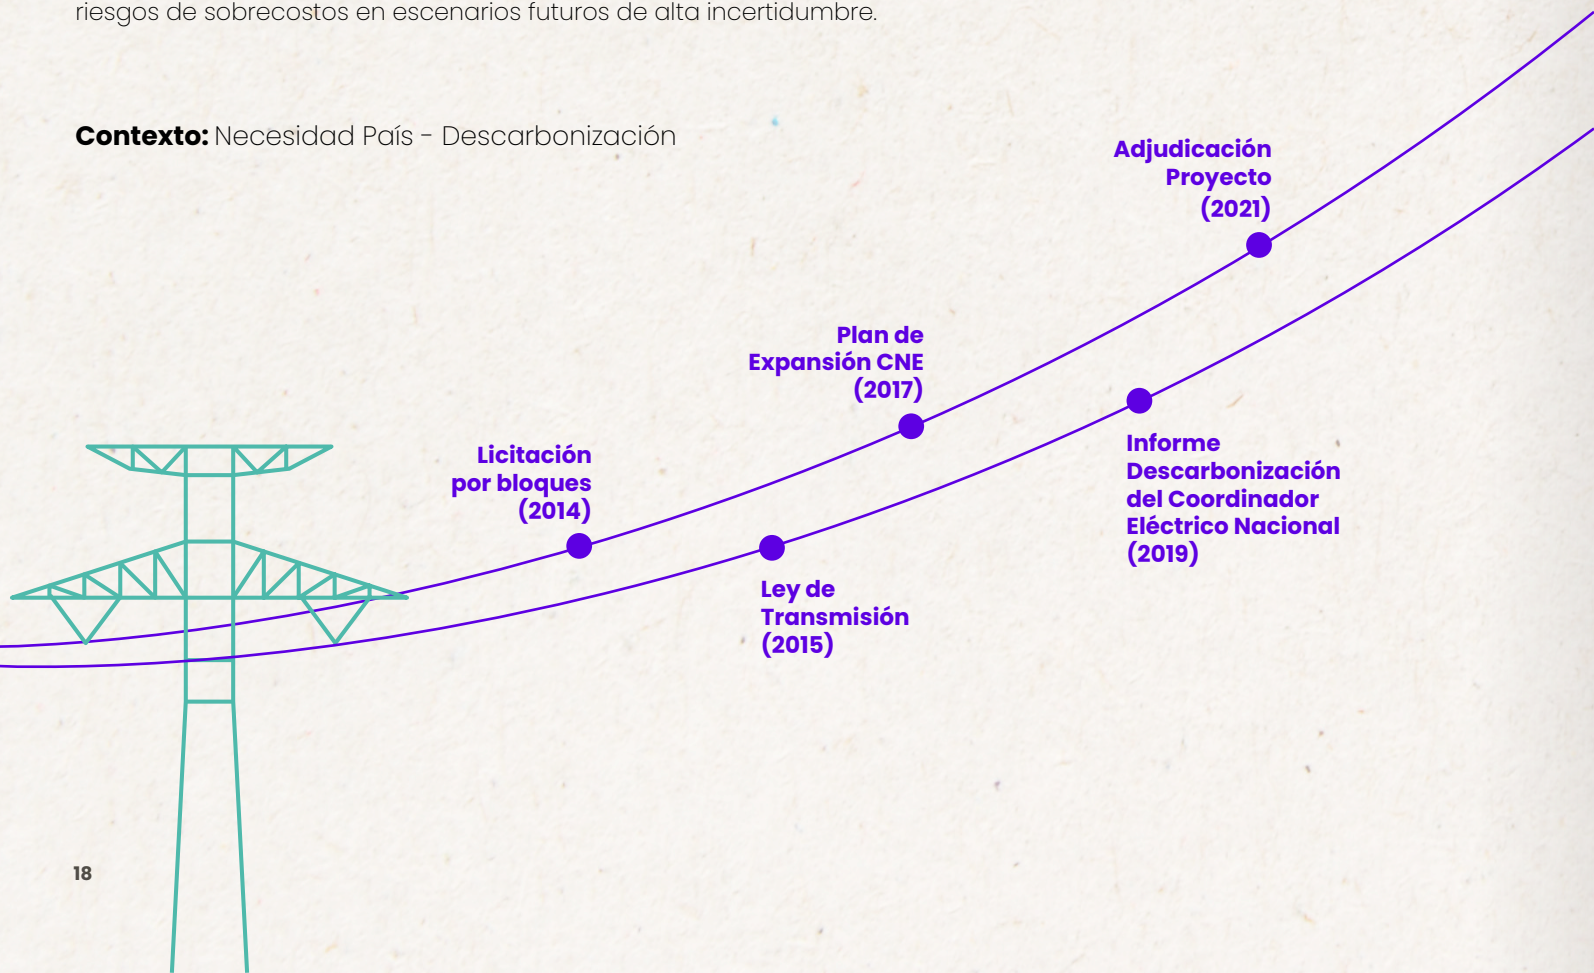 riesgos de sobrecostos en escenarios futuros de alta incertidumbre.
Contexto: Necesidad País - Descarbonización
Adjudicación
Proyecto
(2021)
Plan de
Expansión CNE
(2017)
Informe
Descarbonización
del Coordinador
Eléctrico Nacional
(2019)
Licitación
por bloques
(2014)
Ley de
Transmisión
(2015)
18